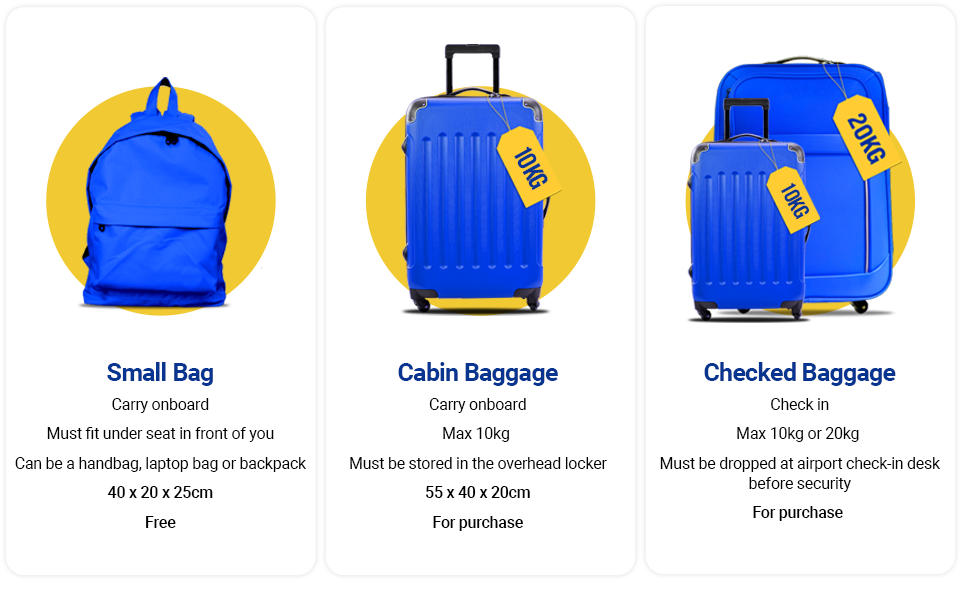 10KG
20KG
10KG
Small Bag
Carry onboard
Must fit under seat in front of you
Can be a handbag, laptop bag or backpack
40 x 20 x 25cm
Free
Cabin Baggage
Carry onboard
Max 10kg
Must be stored in the overhead locker
55 x 40 x 20cm
For purchase
Checked Baggage
Check in
Max 10kg or 20kg
Must be dropped at airport check-in desk
before security
For purchase